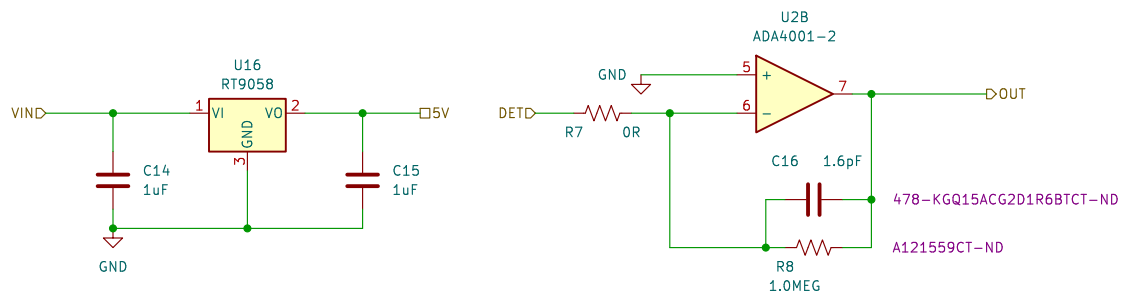 U16
RT9058
VIN
1
VI
VO
2
5V
GND
3
C14
1uF
C15
1uF
GND
U2B
ADA4001-2
GND
5
+
7
OUT
DET
6
-
R7
0R
C16
1.6pF
478-KGQ15ACG2D1R6BTCT-ND
A121559CT-ND
R8
1.0MEG